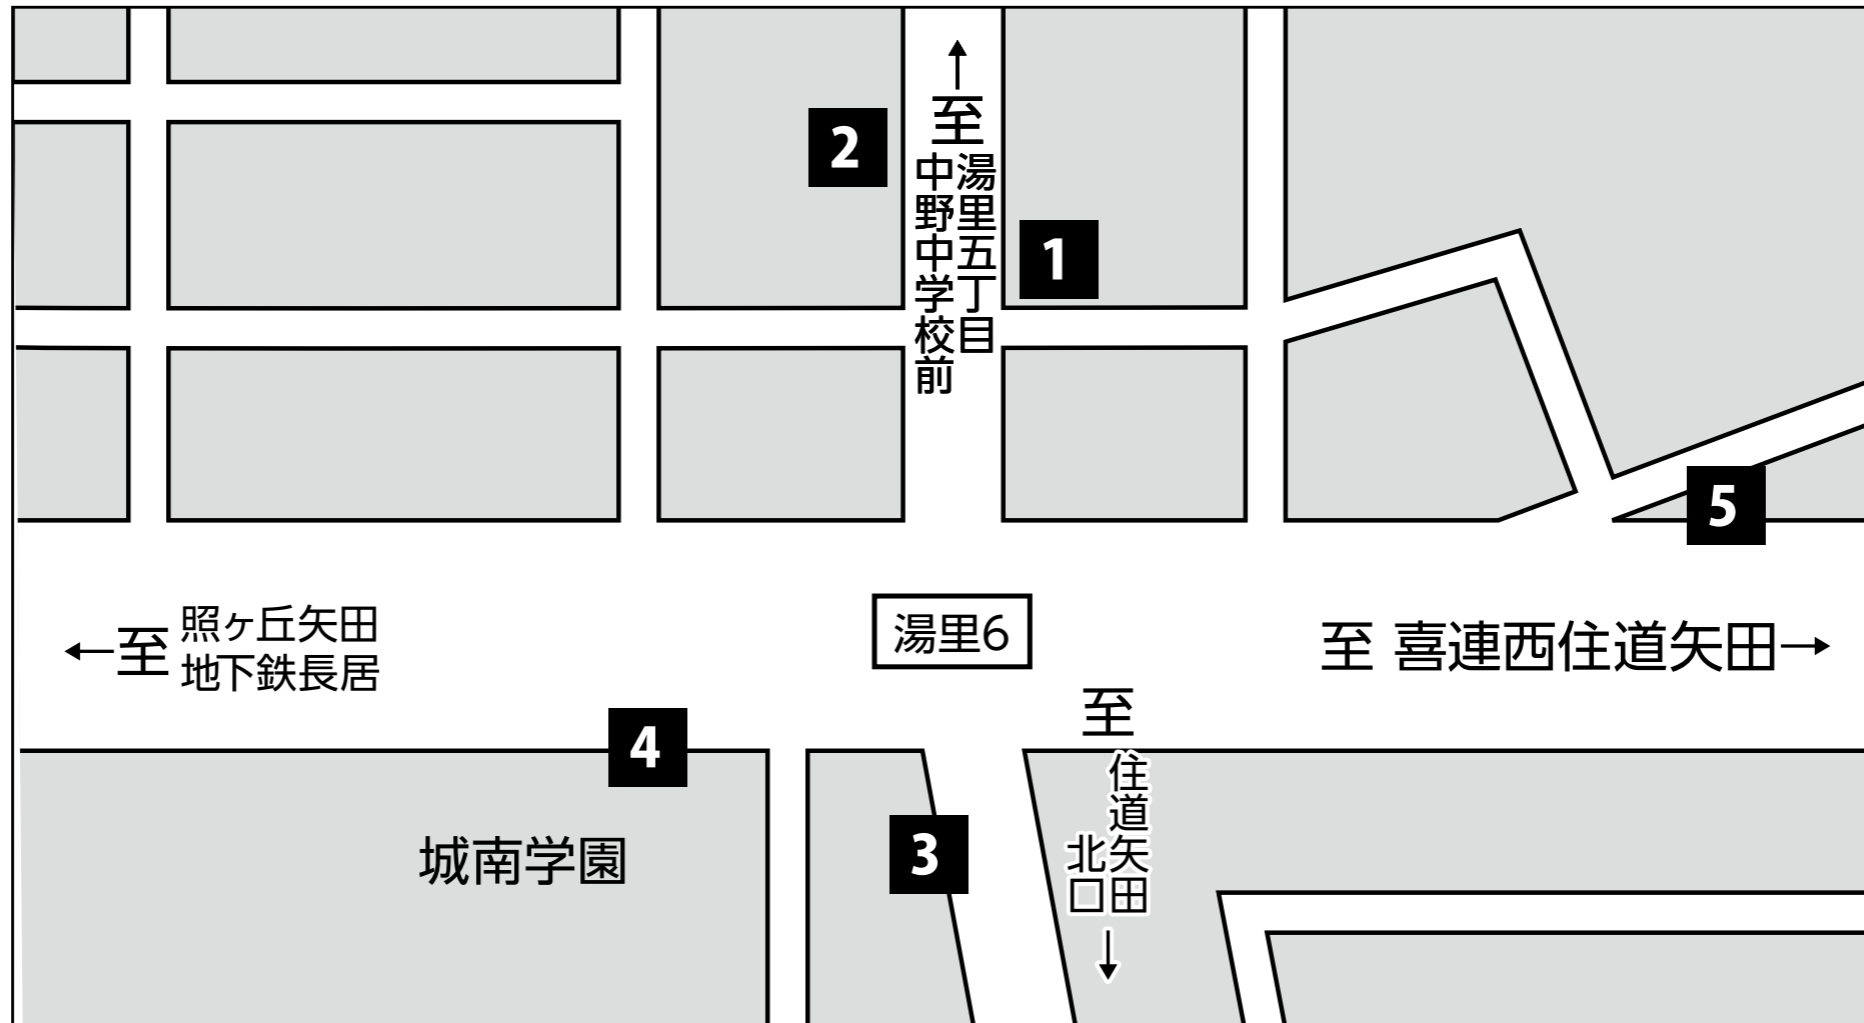 至
湯里五丁目
中野中学校前
2
1
5
湯里6
←至
照ヶ丘矢田
地下鉄長居
至 喜連西住道矢田→
至
住道矢田
北口
4
3
城南学園